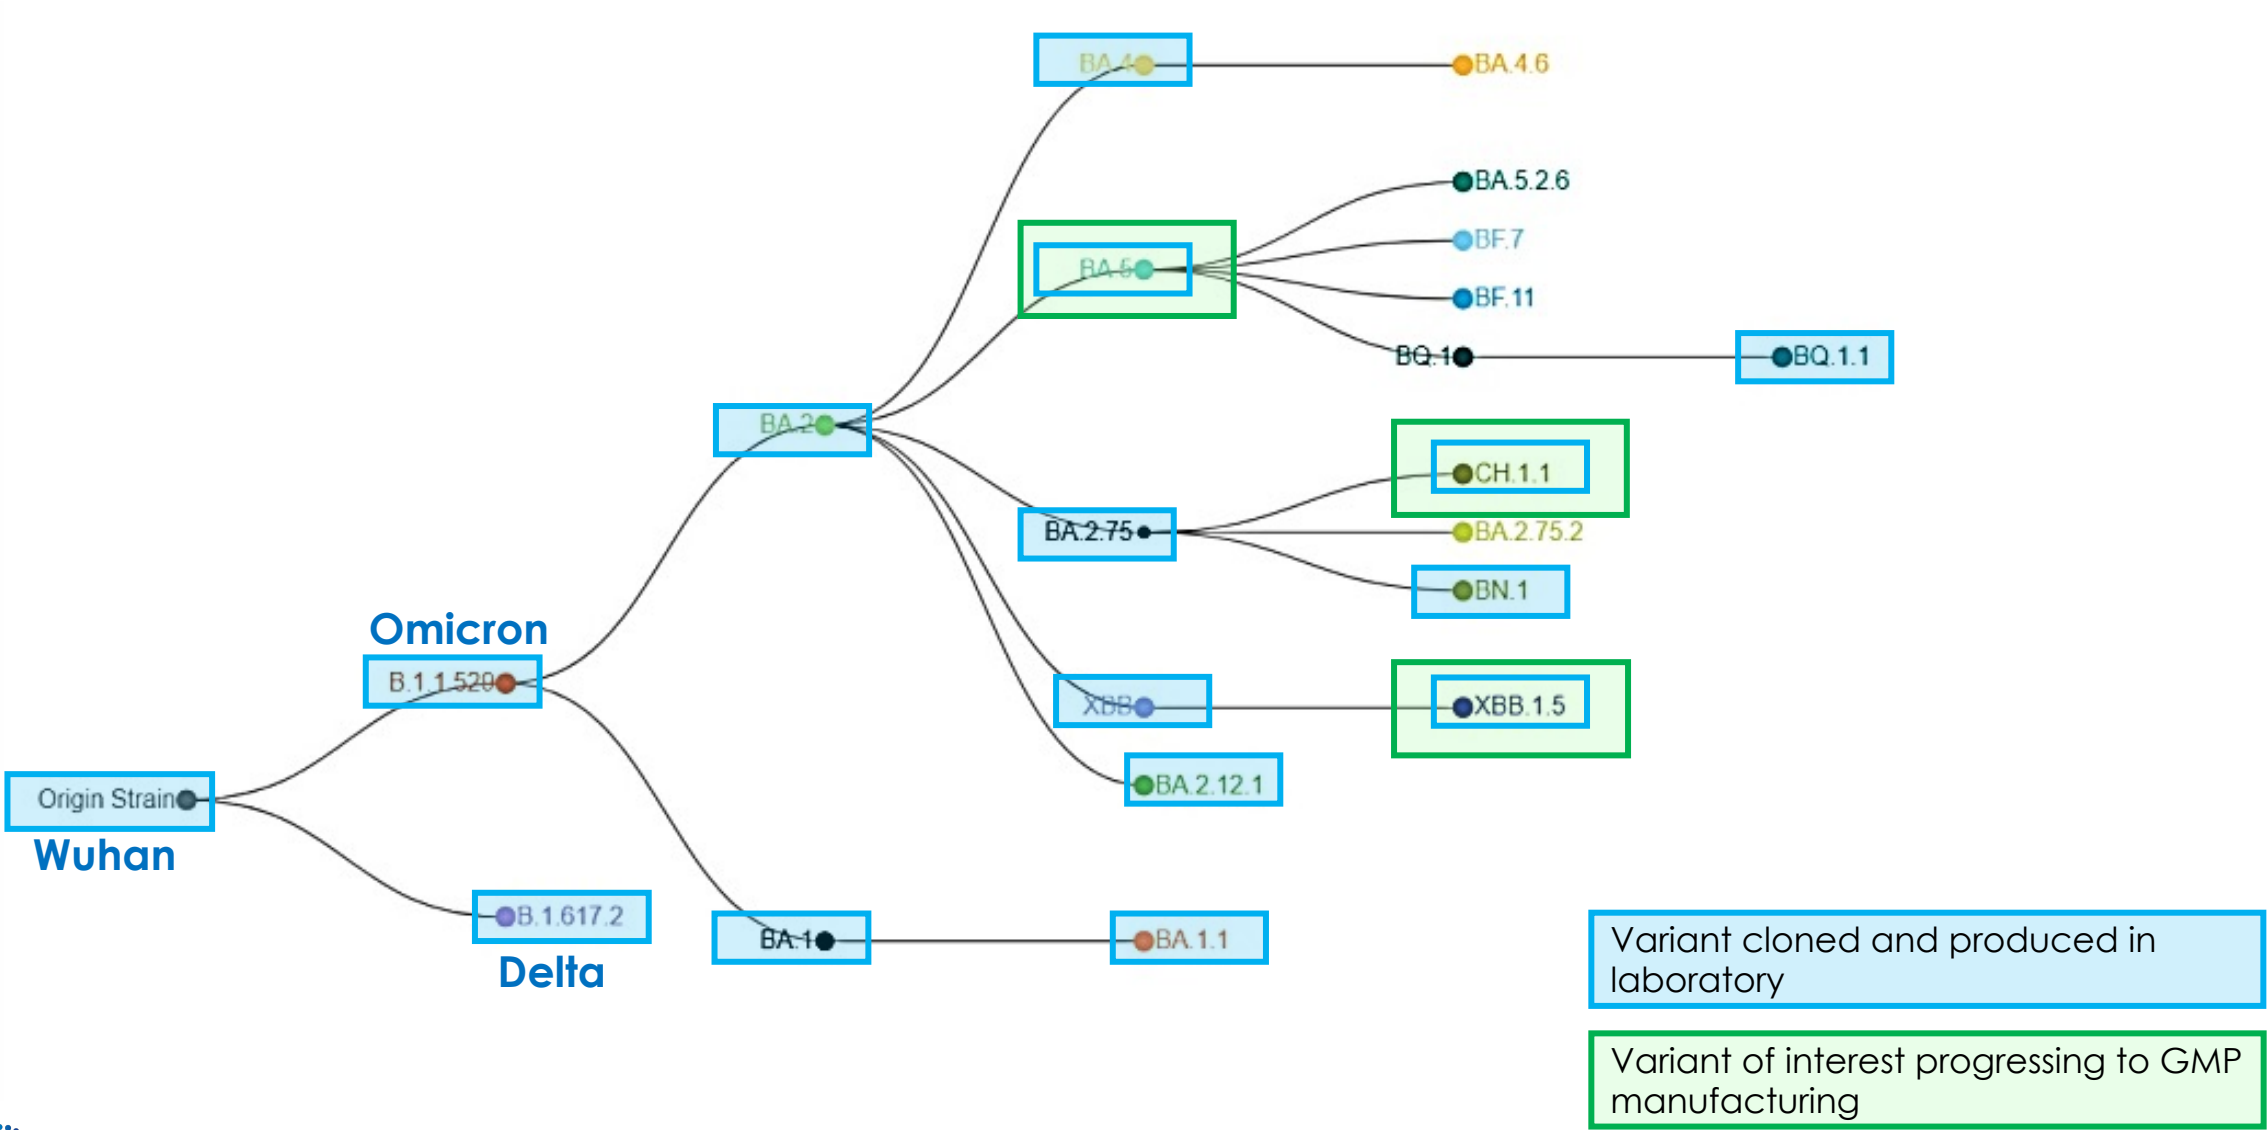 BA.4
BA.4.6
BA.5.2.6
BF.7
BA.5
BF.11
BQ.1
BQ.1.1
BA.2
CH.1.1
BA.2.75
BA.2.75.2
BN.1
Omicron
B.1.1.529
XBB
XBB.1.5
BA.2.12.1
Origin Strain
Wuhan
B.1.617.2
Delta
BA.1
BA.1.1
Variant cloned and produced in
laboratory
Variant of interest progressing to GMP
manufacturing